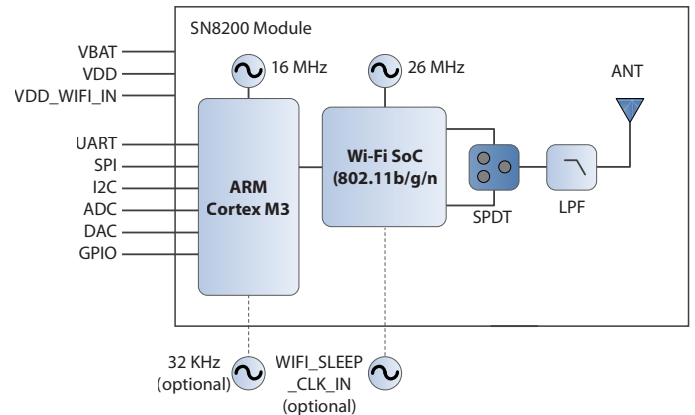 SN8200 Module
VBAT
VDD
VDD_WIFI_IN
16 MHz
26 MHz
ANT
UART
SPI
I2C
ADC
DAC
GPIO
ARM
Cortex M3
Wi-Fi SoC
(802.11b/g/n
SPDT
LPF
32 KHz
(optional)
WIFI_SLEEP
_CLK_IN
(optional)